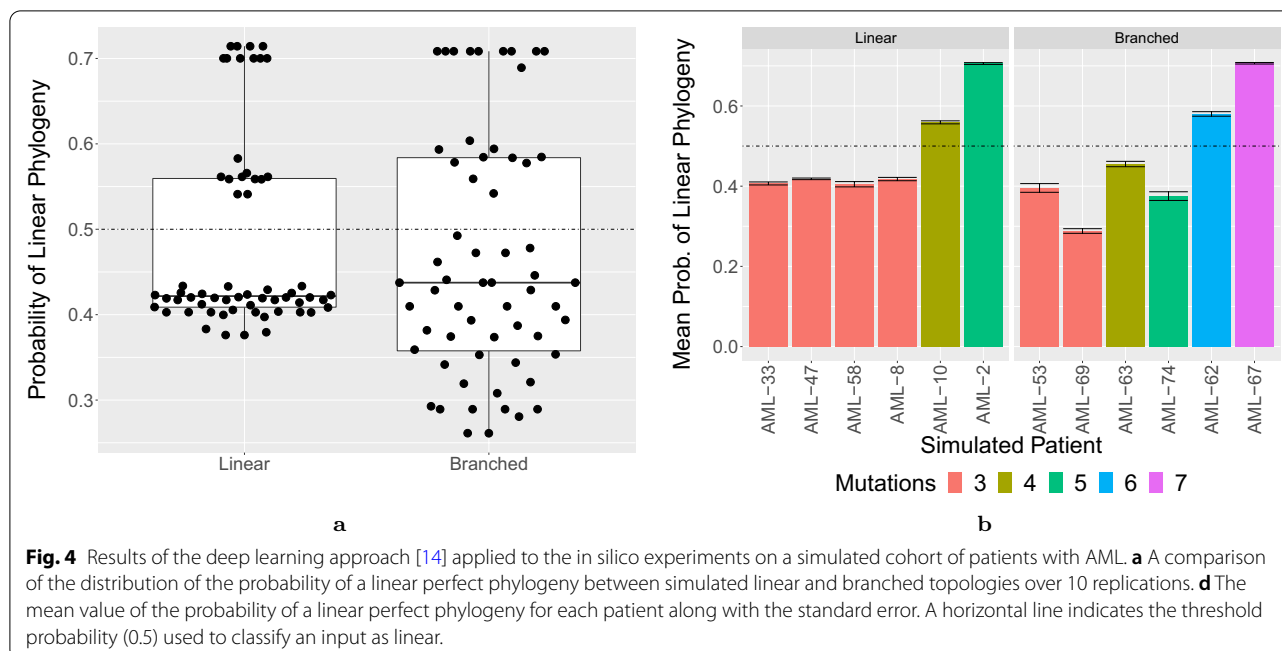 Probability of Linear Phylogeny
0.7
0.6
0.5
0.4
0.3
Linear
Branched
a
Mean Prob. of Linear Phylogeny
Linear
Branched
0.6
0.4
0.2
0.0
AML−33
AML−47
AML−58
AML−8
AML−10
AML−2
AML−53
AML−69
AML−63
AML−74
AML−62
AML−67
Simulated Patient
Mutations 3 4 5 6 7
b
Fig. 4 Results of the deep learning approach [14] applied to the in silico experiments on a simulated cohort of patients with AML. a A comparison
of the distribution of the probability of a linear perfect phylogeny between simulated linear and branched topologies over 10 replications. d The
mean value of the probability of a linear perfect phylogeny for each patient along with the standard error. A horizontal line indicates the threshold
probability (0.5) used to classify an input as linear.